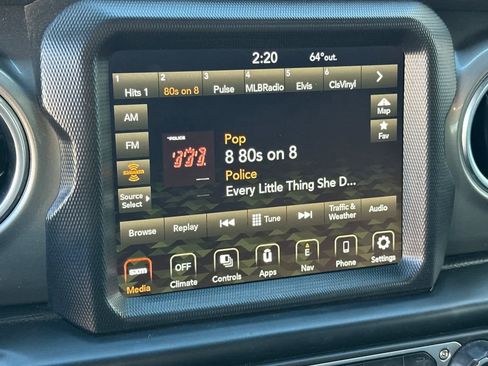 2:20 64°out.
1 2 3 4 5 6
Hits 1 80s on 8 Pulse MLBRadio Elvis ClsVinyl
AM
Map
FM
Fav
POLICE
Pop
8 80s on 8
Police
Every Little Thing She D...
SiriusXM
Source
Select
Browse Replay Tune Traffic &
Weather Audio
sxm OFF E
Media Climate Controls Apps Nav Phone Settings